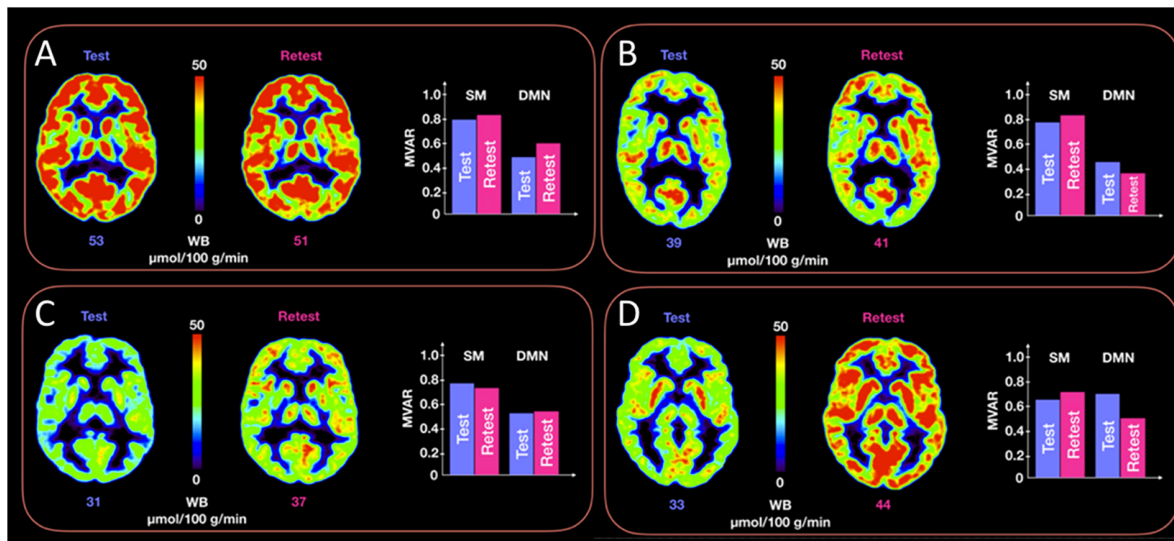 A
Test
Retest
50
0
53
WB
51
µmol/100 g/min
MVAR
1.0
0.8
0.6
0.4
0.2
0
SM
DMN
Test
Retest
Test
Retest
B
Test
Retest
50
0
39
WB
41
µmol/100 g/min
MVAR
1.0
0.8
0.6
0.4
0.2
0
SM
DMN
Test
Retest
Test
Retest
C
Test
Retest
50
0
31
WB
37
µmol/100 g/min
MVAR
1.0
0.8
0.6
0.4
0.2
0
SM
DMN
Test
Retest
Test
Retest
D
Test
Retest
50
0
33
WB
44
µmol/100 g/min
MVAR
1.0
0.8
0.6
0.4
0.2
0
SM
DMN
Test
Retest
Test
Retest